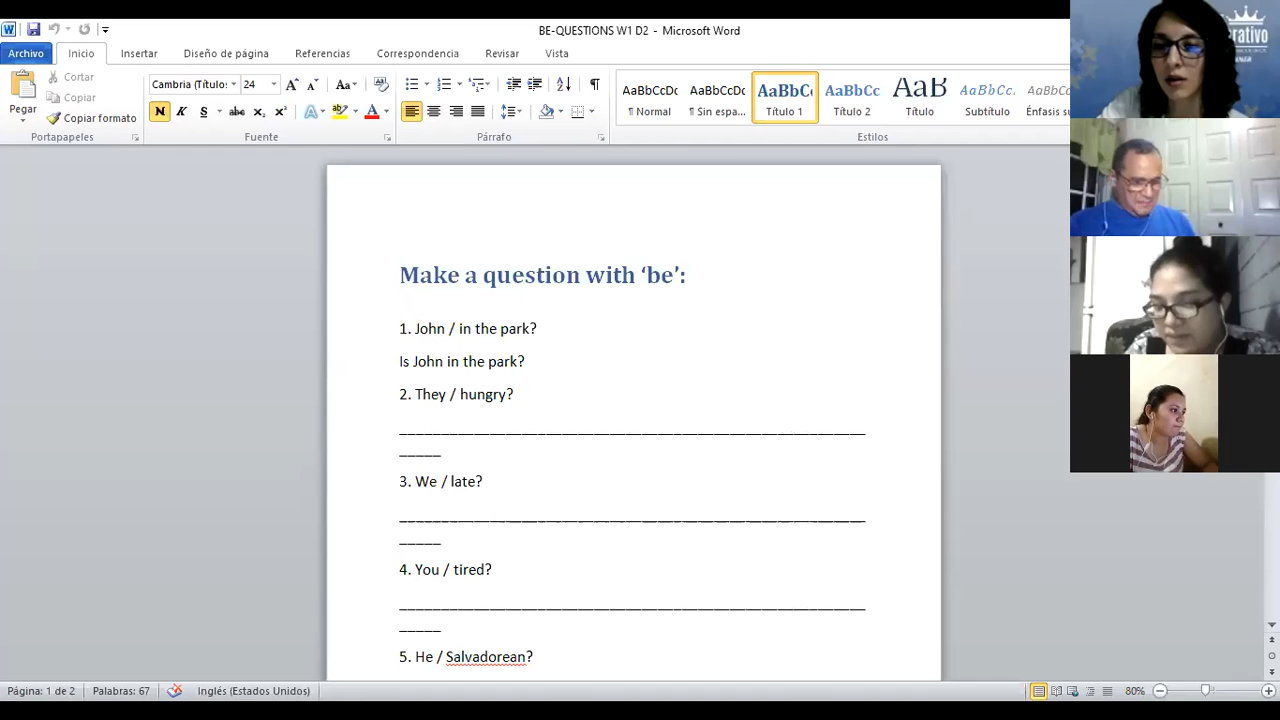 BE-QUESTIONS W1 D2 - Microsoft Word
Archivo Inicio Insertar Diseño de página Referencias Correspondencia Revisar Vista
Pegar
Cortar
Copiar
Copiar formato
Portapapeles
Cambria (Título: 24
Fuente
Párrafo
AaBbCcDc AaBbCcDc AaBbCc AaBbCc AaB AaBbCc. AaBbCcDc
¶ Normal ¶ Sin espa... Título 1 Título 2 Título Subtítulo Énfasis su
Estilos
rativo
Make a question with ‘be’:
1. John / in the park?
Is John in the park?
2. They / hungry?
3. We / late?
4. You / tired?
5. He / Salvadorean?
Página: 1 de 2 Palabras: 67 Inglés (Estados Unidos) 80%